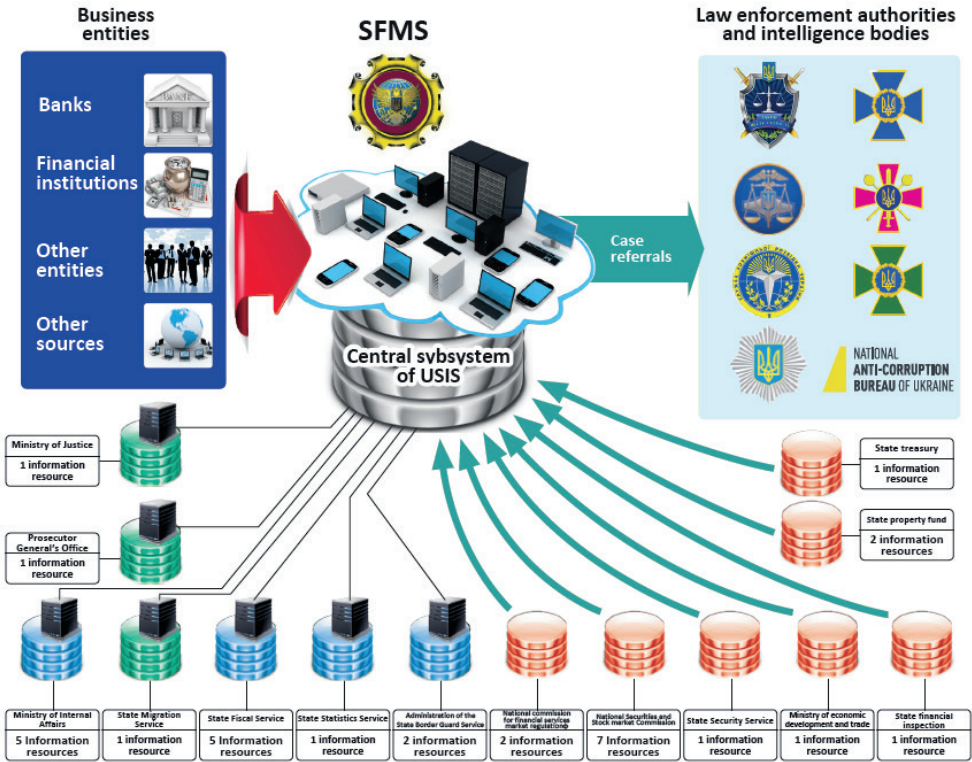 Business
entities
SFMS
Law enforcement authorities
and intelligence bodies
Banks
Financial
institutions
Other
entities
Other
sources
Case
referrals
NATIONAL
ANTI-CORRUPTION
BUREAU OF UKRAINE
Central sybsystem
of USIS
Ministry of Justice
1 information
resource
State treasury
1 information
resource
Prosecutor
General's Office
1 information
resource
State property fund
2 information
resources
Ministry of Internal
Affairs
5 Information
resources
State Migration
Service
1 information
resource
State Fiscal Service
5 Information
resources
State Statistics Service
1 information
resource
Administration of the
State Border Guard Service
2 information
resources
National commission
for financial services
market regulations
2 information
resources
National Securities and
Stock market Commission
7 Information
resources
State Security Service
1 information
resource
Ministry of economic
development and trade
1 information
resource
State financial
inspection
1 information
resource